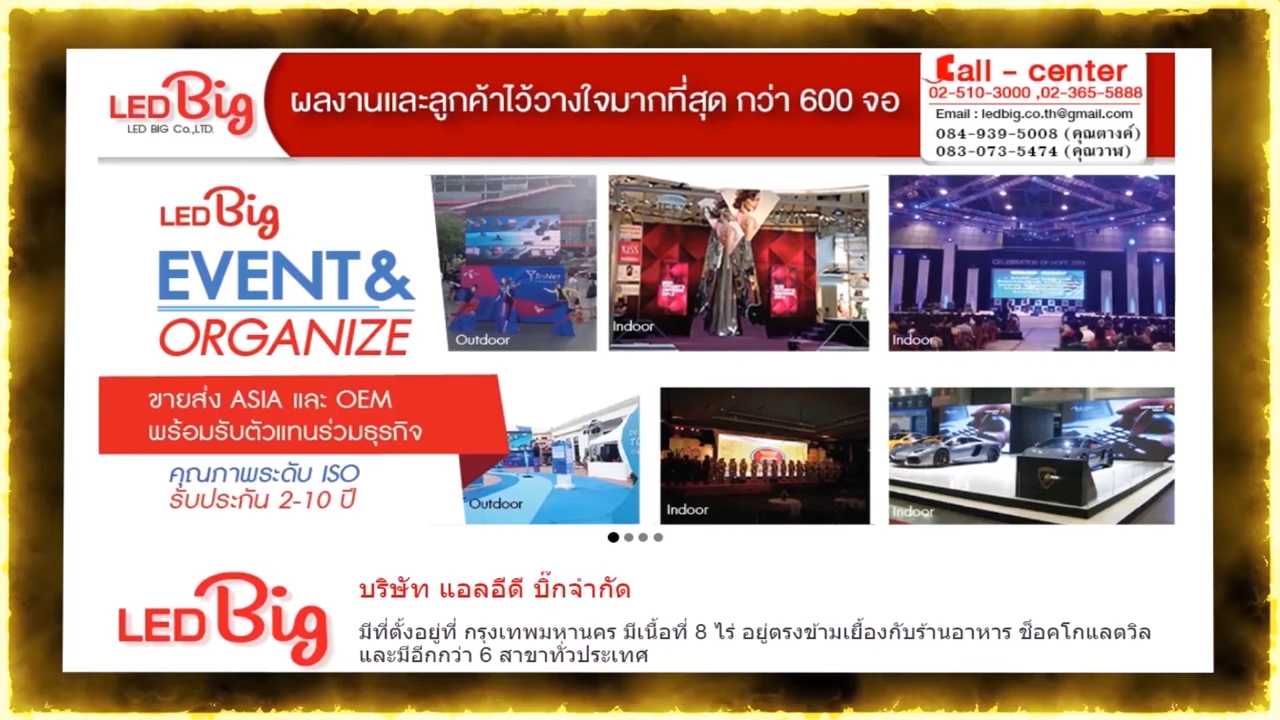 LED Big
LED BIG Co.,LTD.
ผลงานและลูกค้าไว้วางใจมากที่สุด กว่า 600 จอ
Call - center
02-510-3000 ,02-365-5888
Email : ledbig.co.th@gmail.com
084-939-5008 (คุณตางค์)
083-073-5474 (คุณวาฬ)
LED Big
EVENT&
ORGANIZE
TriNet
Outdoor
Indoor
CELEBRATION OF HOPE
Indoor
ขายส่ง ASIA และ OEM
พร้อมรับตัวแทนร่วมธุรกิจ
คุณภาพระดับ ISO
รับประกัน 2-10 ปี
Outdoor
Indoor
Indoor
LED Big
บริษัท แอลอีดี บิ๊กจำกัด
มีที่ตั้งอยู่ที่ กรุงเทพมหานคร มีเนื้อที่ 8 ไร่ อยู่ตรงข้ามเยื้องกับร้านอาหาร ช็อคโกแลตวิล
และมีอีกกว่า 6 สาขาทั่วประเทศ